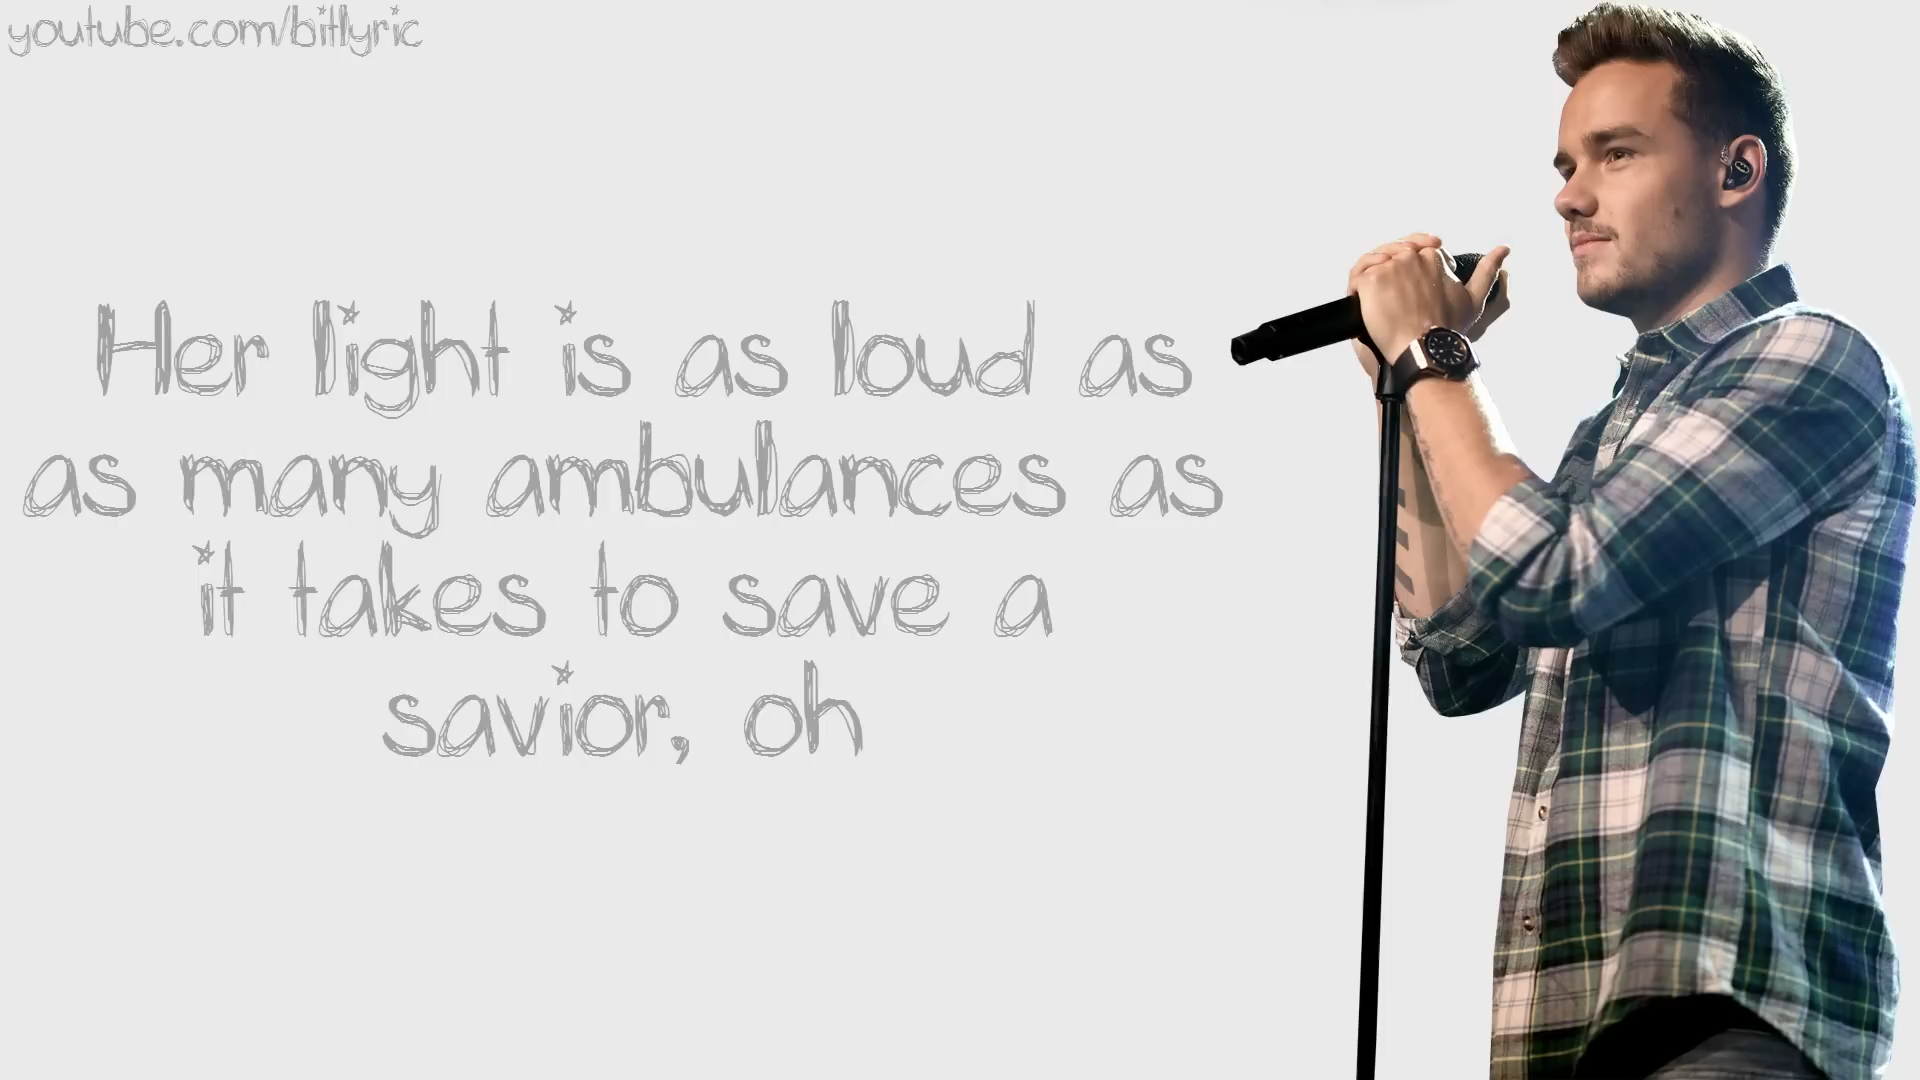 youtube.com/bitlyric
Her light is as loud as
as many ambulances as
it takes to save a
savior, oh